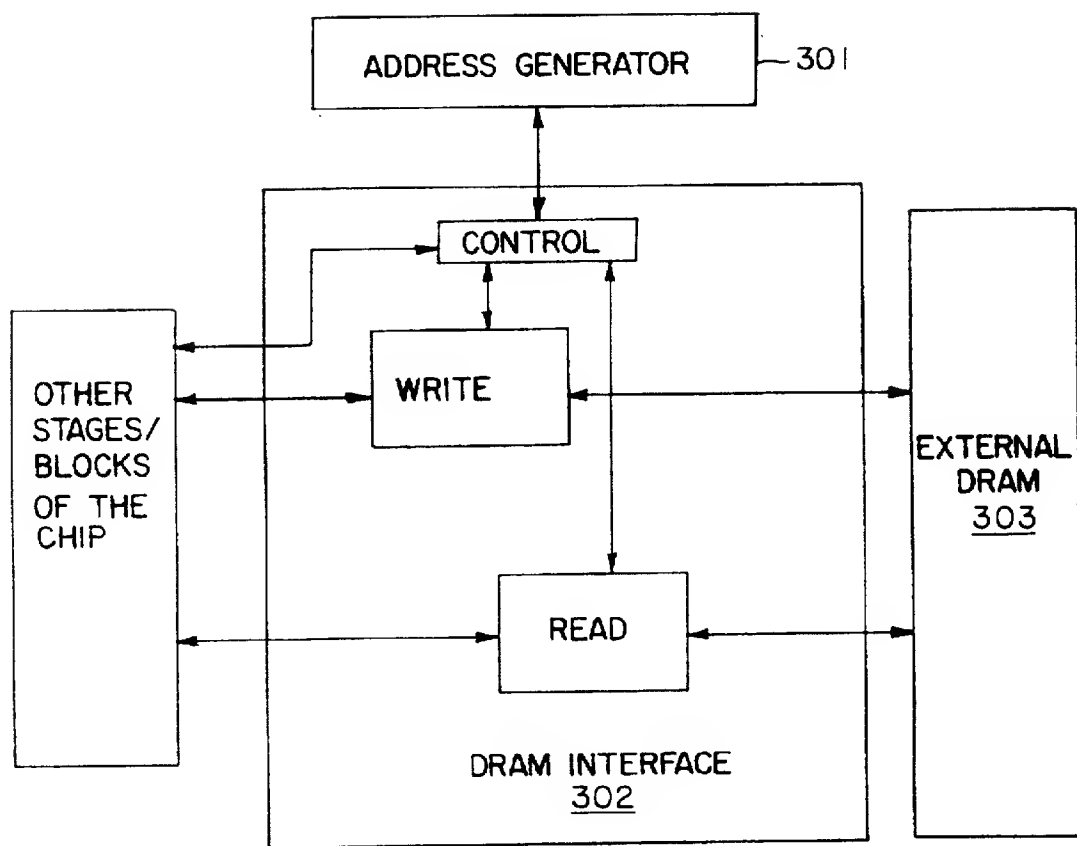 ADDRESS GENERATOR
301
CONTROL
WRITE
READ
OTHER
STAGES/
BLOCKS
OF THE
CHIP
EXTERNAL
DRAM
303
DRAM INTERFACE
302